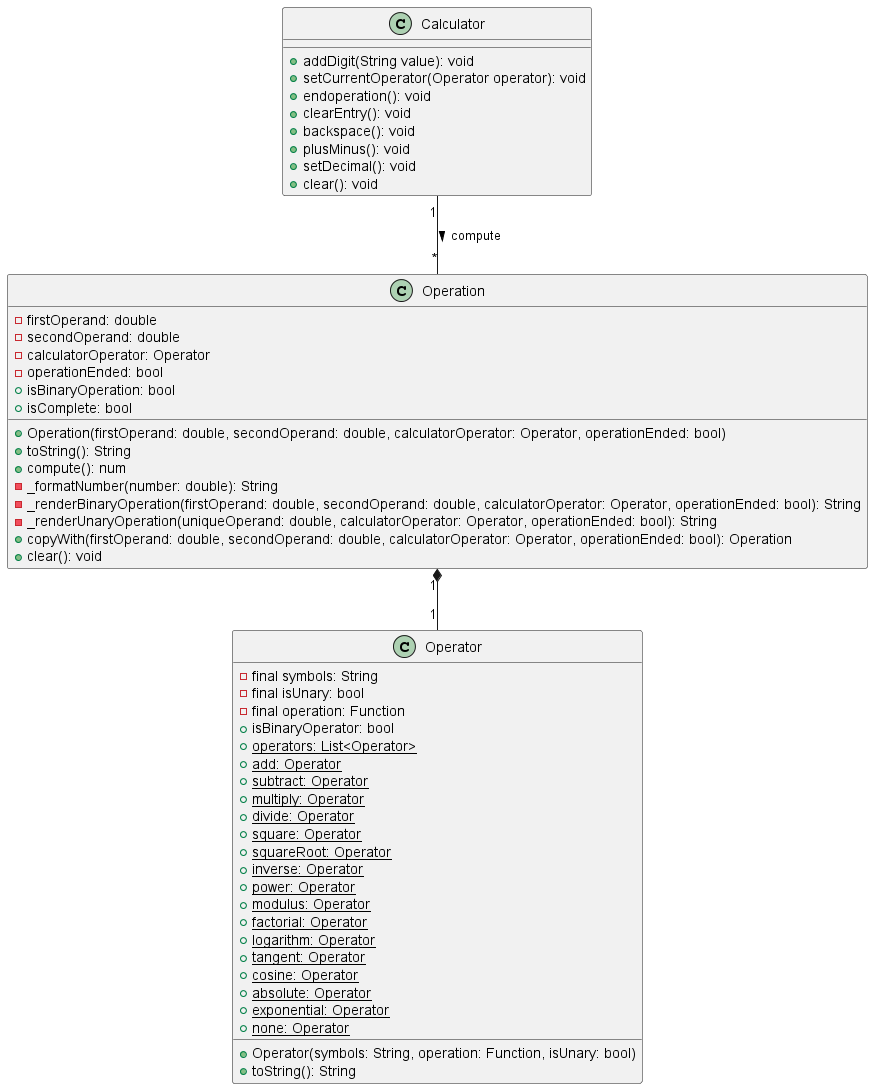 C Calculator
addDigit(String value): void
setCurrentOperator(Operator operator): void
endoperation(): void
clearEntry(): void
backspace(): void
plusMinus(): void
setDecimal(): void
clear(): void
1
compute
*
C Operation
firstOperand: double
secondOperand: double
calculatorOperator: Operator
operationEnded: bool
isBinaryOperation: bool
isComplete: bool
Operation(firstOperand: double, secondOperand: double, calculatorOperator: Operator, operationEnded: bool)
toString(): String
compute(): num
_formatNumber(number: double): String
_renderBinaryOperation(firstOperand: double, secondOperand: double, calculatorOperator: Operator, operationEnded: bool): String
_renderUnaryOperation(uniqueOperand: double, calculatorOperator: Operator, operationEnded: bool): String
copyWith(firstOperand: double, secondOperand: double, calculatorOperator: Operator, operationEnded: bool): Operation
clear(): void
1
1
C Operator
final symbols: String
final isUnary: bool
final operation: Function
isBinaryOperator: bool
operators: List<Operator>
add: Operator
subtract: Operator
multiply: Operator
divide: Operator
square: Operator
squareRoot: Operator
inverse: Operator
power: Operator
modulus: Operator
factorial: Operator
logarithm: Operator
tangent: Operator
cosine: Operator
absolute: Operator
exponential: Operator
none: Operator
Operator(symbols: String, operation: Function, isUnary: bool)
toString(): String